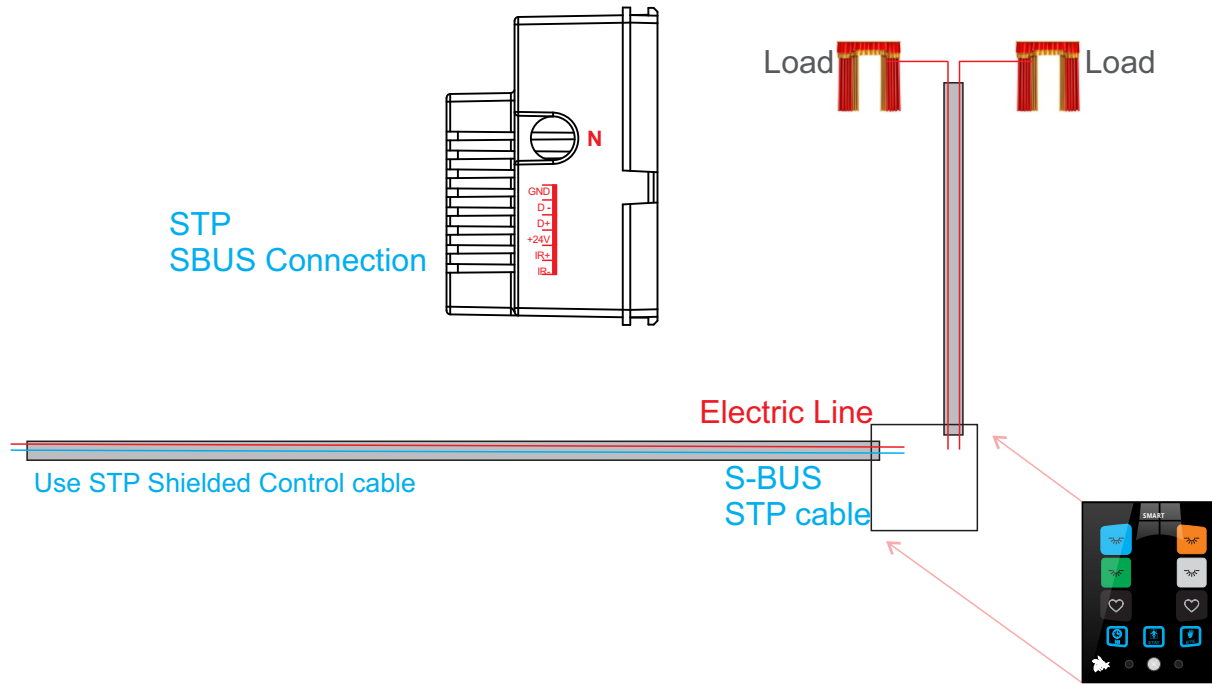 Load
Load
N
GND
D -
D+
+24V
IR+
IR-
STP
SBUS Connection
Electric Line
Use STP Shielded Control cable
S-BUS
STP cable
SMART